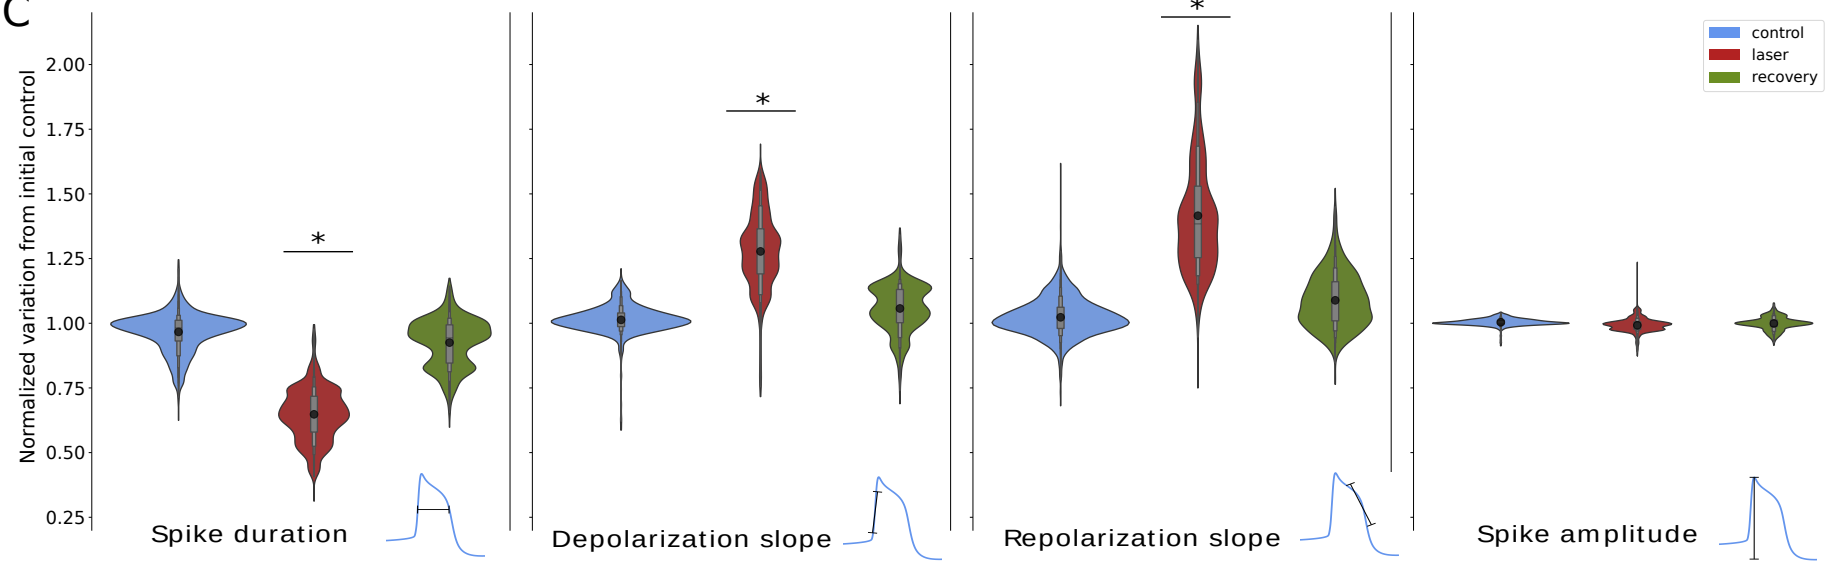 C
Normalized variation from initial control
2.00
1.75
1.50
1.25
1.00
0.75
0.50
0.25
*
*
*
control
laser
recovery
Spike duration
Depolarization slope
Repolarization slope
Spike amplitude